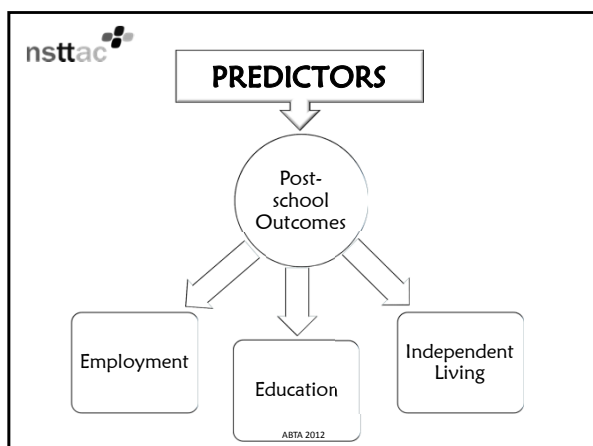 nsttac
PREDICTORS
Post-
school
Outcomes
Employment
Education
Independent
Living
ABTA 2012